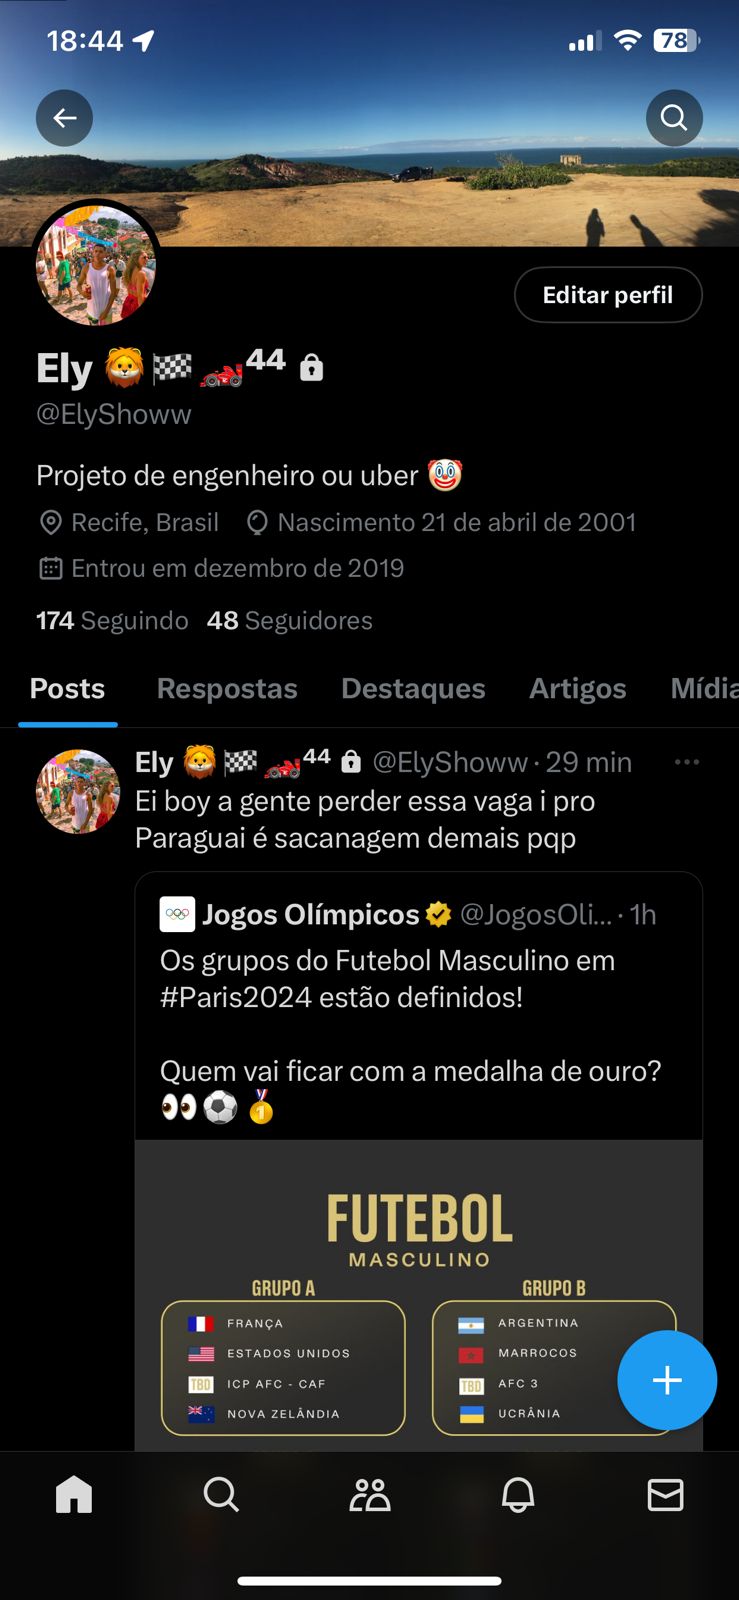 18:44
78
Editar perfil
Ely 🦁🏁🏎️⁴⁴
@ElyShoww
Projeto de engenheiro ou uber 🤡
Recife, Brasil Nascimento 21 de abril de 2001
Entrou em dezembro de 2019
174 Seguindo 48 Seguidores
Posts Respostas Destaques Artigos Mídia
Ely 🦁🏁🏎️⁴⁴ @ElyShoww · 29 min
Ei boy a gente perder essa vaga i pro
Paraguai é sacanagem demais pqp
Jogos Olímpicos @JogosOli... · 1h
Os grupos do Futebol Masculino em
#Paris2024 estão definidos!
Quem vai ficar com a medalha de ouro?
👀⚽🏅
FUTEBOL
MASCULINO
GRUPO A
FRANÇA
ESTADOS UNIDOS
TBD ICP AFC - CAF
NOVA ZELÂNDIA
GRUPO B
ARGENTINA
MARROCOS
TBD AFC 3
UCRÂNIA